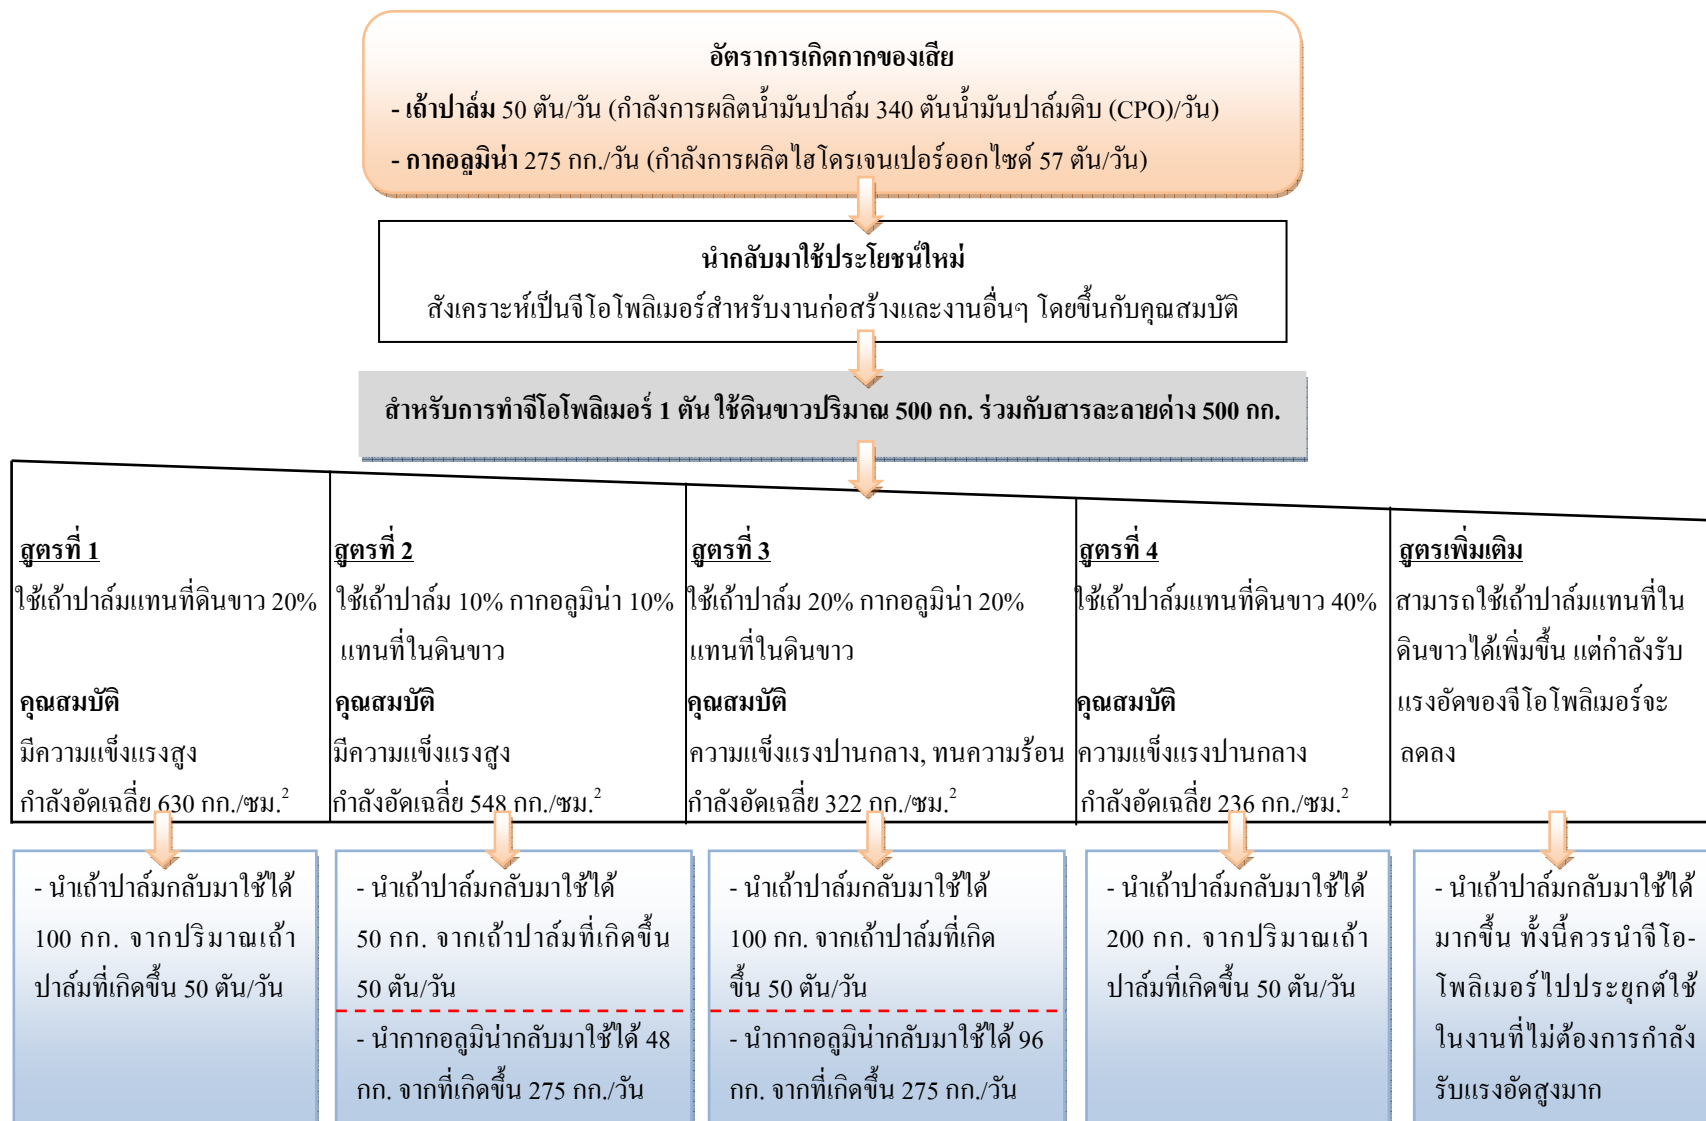 อัตราการเกิดกากของเสีย
- เถ้าปาล์ม 50 ตัน/วัน (กำลังการผลิตน้ำมันปาล์ม 340 ตันน้ำมันปาล์มดิบ (CPO)/วัน)
- กากอลูมิน่า 275 กก./วัน (กำลังการผลิตไฮโดรเจนเปอร์ออกไซด์ 57 ตัน/วัน)
นำกลับมาใช้ประโยชน์ใหม่
สังเคราะห์เป็นจีโอโพลิเมอร์สำหรับงานก่อสร้างและงานอื่นๆ โดยขึ้นกับคุณสมบัติ
สำหรับการทำจีโอโพลิเมอร์ 1 ตัน ใช้ดินขาวปริมาณ 500 กก. ร่วมกับสารละลายด่าง 500 กก.
สูตรที่ 1
ใช้เถ้าปาล์มแทนที่ดินขาว 20%
คุณสมบัติ
มีความแข็งแรงสูง
กำลังอัดเฉลี่ย 630 กก./ซม.²
สูตรที่ 2
ใช้เถ้าปาล์ม 10% กากอลูมิน่า 10%
แทนที่ในดินขาว
คุณสมบัติ
มีความแข็งแรงสูง
กำลังอัดเฉลี่ย 548 กก./ซม.²
สูตรที่ 3
ใช้เถ้าปาล์ม 20% กากอลูมิน่า 20%
แทนที่ในดินขาว
คุณสมบัติ
ความแข็งแรงปานกลาง, ทนความร้อน
กำลังอัดเฉลี่ย 322 กก./ซม.²
สูตรที่ 4
ใช้เถ้าปาล์มแทนที่ดินขาว 40%
คุณสมบัติ
ความแข็งแรงปานกลาง
กำลังอัดเฉลี่ย 236 กก./ซม.²
สูตรเพิ่มเติม
สามารถใช้เถ้าปาล์มแทนที่ใน
ดินขาวได้เพิ่มขึ้น แต่กำลังรับ
แรงอัดของจีโอโพลิเมอร์จะ
ลดลง
- นำเถ้าปาล์มกลับมาใช้ได้
100 กก. จากปริมาณเถ้า
ปาล์มที่เกิดขึ้น 50 ตัน/วัน
- นำเถ้าปาล์มกลับมาใช้ได้
50 กก. จากเถ้าปาล์มที่เกิดขึ้น
50 ตัน/วัน
- นำกากอลูมิน่ากลับมาใช้ได้ 48
กก. จากที่เกิดขึ้น 275 กก./วัน
- นำเถ้าปาล์มกลับมาใช้ได้
100 กก. จากเถ้าปาล์มที่เกิด
ขึ้น 50 ตัน/วัน
- นำกากอลูมิน่ากลับมาใช้ได้ 96
กก. จากที่เกิดขึ้น 275 กก./วัน
- นำเถ้าปาล์มกลับมาใช้ได้
200 กก. จากปริมาณเถ้า
ปาล์มที่เกิดขึ้น 50 ตัน/วัน
- นำเถ้าปาล์มกลับมาใช้ได้
มากขึ้น ทั้งนี้ควรนำจีโอ-
โพลิเมอร์ไปประยุกต์ใช้
ในงานที่ไม่ต้องการกำลัง
รับแรงอัดสูงมาก